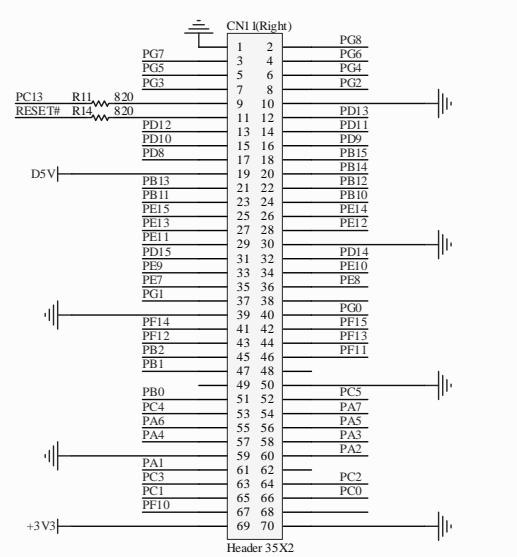 CN11(Right)
1 2 PG8
PG7 3 4 PG6
PG5 5 6 PG4
PG3 7 8 PG2
PC13 R11 820 9 10
RESET# R14 820 11 12 PD13
PD12 13 14 PD11
PD10 15 16 PD9
PD8 17 18 PB15
D5V 19 20 PB14
PB13 21 22 PB12
PB11 23 24 PB10
PE15 25 26 PE14
PE13 27 28 PE12
PE11 29 30
PD15 31 32 PD14
PE9 33 34 PE10
PE7 35 36 PE8
PG1 37 38
39 40 PG0
PF14 41 42 PF15
PF12 43 44 PF13
PB2 45 46 PF11
PB1 47 48
49 50
PB0 51 52 PC5
PC4 53 54 PA7
PA6 55 56 PA5
PA4 57 58 PA3
59 60 PA2
PA1 61 62
PC3 63 64 PC2
PC1 65 66 PC0
PF10 67 68
+3V3 69 70
Header 35X2